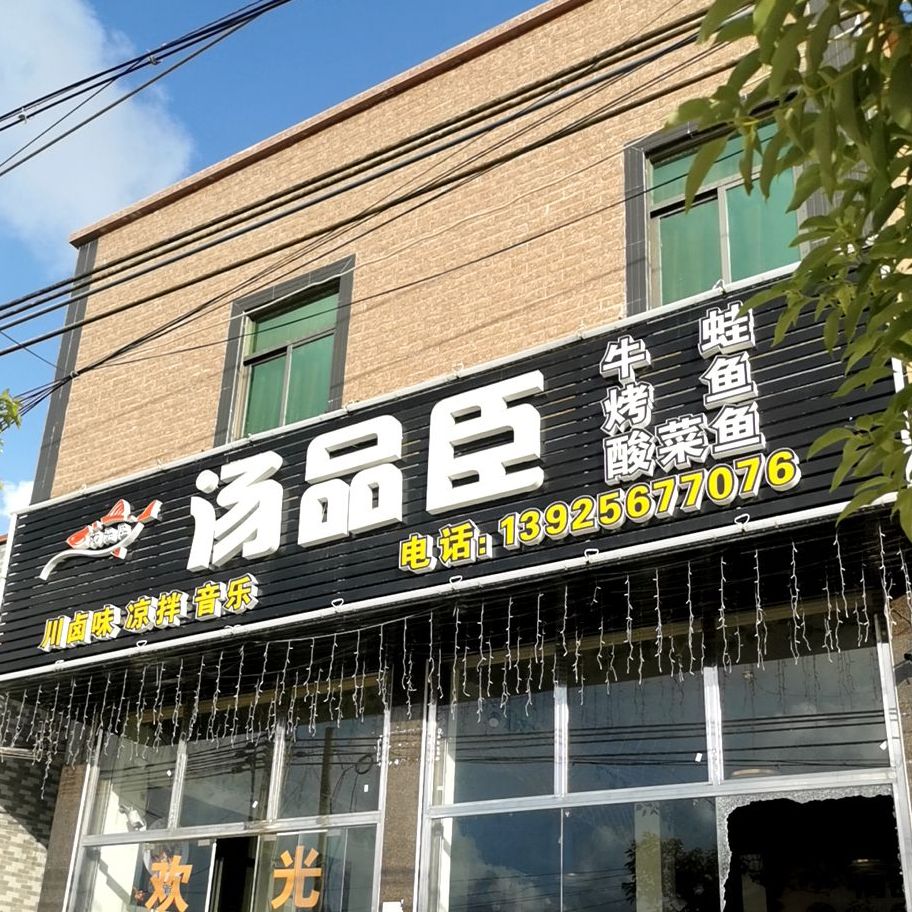 汤品臣
牛 蛙
烤 鱼
酸菜鱼
电话: 13925677076
川卤味 凉拌 音乐
欢 光